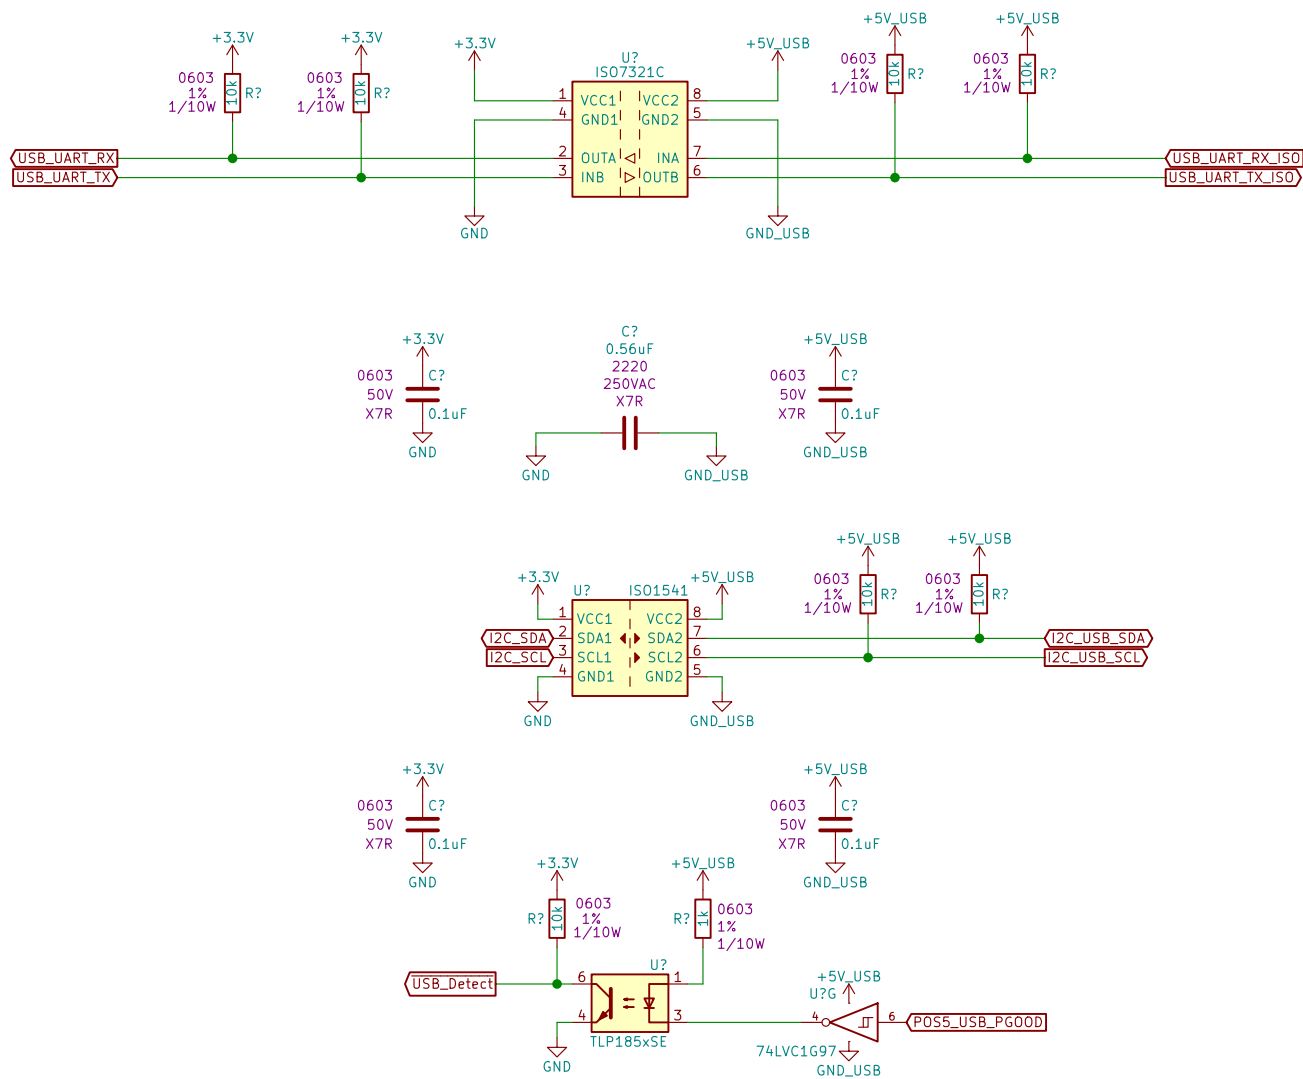 +3.3V
0603
1%
1/10W
10k
R?
+3.3V
0603
1%
1/10W
10k
R?
+3.3V
U?
ISO7321C
1 VCC1 VCC2 8
4 GND1 GND2 5
2 OUTA INA 7
3 INB OUTB 6
+5V_USB
+5V_USB
0603
1%
1/10W
10k
R?
+5V_USB
0603
1%
1/10W
10k
R?
USB_UART_RX
USB_UART_TX
USB_UART_RX_ISO
USB_UART_TX_ISO
GND
GND_USB
+3.3V
0603
50V
X7R
C?
0.1uF
GND
C?
0.56uF
2220
250VAC
X7R
GND
GND_USB
+5V_USB
0603
50V
X7R
C?
0.1uF
GND_USB
+3.3V
U?
ISO1541
+5V_USB
1 VCC1 VCC2 8
2 SDA1 SDA2 7
3 SCL1 SCL2 6
4 GND1 GND2 5
I2C_SDA
I2C_SCL
GND
GND_USB
+5V_USB
0603
1%
1/10W
10k
R?
+5V_USB
0603
1%
1/10W
10k
R?
I2C_USB_SDA
I2C_USB_SCL
+3.3V
0603
50V
X7R
C?
0.1uF
GND
+5V_USB
0603
50V
X7R
C?
0.1uF
GND_USB
+3.3V
R?
10k
0603
1%
1/10W
+5V_USB
R?
1k
0603
1%
1/10W
USB_Detect
U?
6 1
4 3
TLP185xSE
GND
+5V_USB
U?G
4 6
POS5_USB_PGOOD
74LVC1G97
GND_USB